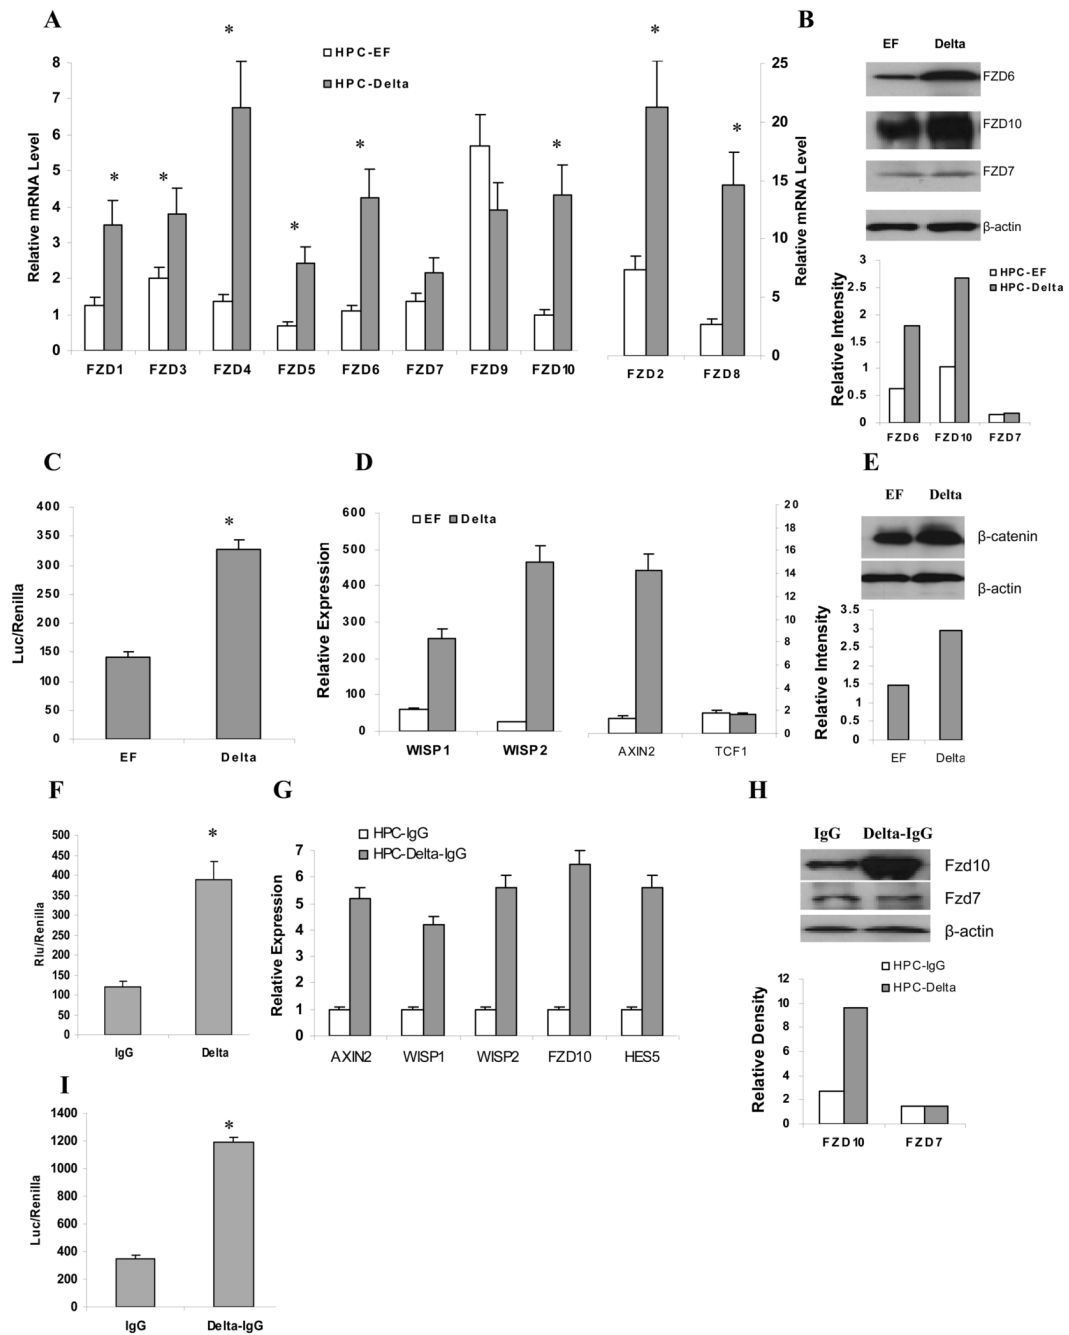 A
HPC-EF
HPC-Delta
Relative mRNA Level
8
7
6
5
4
3
2
1
0
*
*
*
*
*
*
FZD1
FZD3
FZD4
FZD5
FZD6
FZD7
FZD9
FZD10
*
*
25
20
15
10
5
0
Relative mRNA Level
FZD2
FZD8
B
EF
Delta
FZD6
FZD10
FZD7
β-actin
HPC-EF
HPC-Delta
Relative Intensity
3
2.5
2
1.5
1
0.5
0
FZD6
FZD10
FZD7
C
Luc/Renilla
400
350
300
250
200
150
100
50
0
*
EF
Delta
D
EF
Delta
Relative Expression
600
500
400
300
200
100
0
WISP1
WISP2
20
18
16
14
12
10
8
6
4
2
0
AXIN2
TCF1
E
EF
Delta
β-catenin
β-actin
Relative Intensity
3.5
3
2.5
2
1.5
1
0.5
0
EF
Delta
F
Rlu/Renilla
500
450
400
350
300
250
200
150
100
50
0
*
IgG
Delta
G
HPC-IgG
HPC-Delta-IgG
Relative Expression
7
6
5
4
3
2
1
0
AXIN2
WISP1
WISP2
FZD10
HES5
H
IgG
Delta-IgG
Fzd10
Fzd7
β-actin
HPC-IgG
HPC-Delta
Relative Density
12
10
8
6
4
2
0
FZD10
FZD7
I
Luc/Renilla
1400
1200
1000
800
600
400
200
0
*
IgG
Delta-IgG